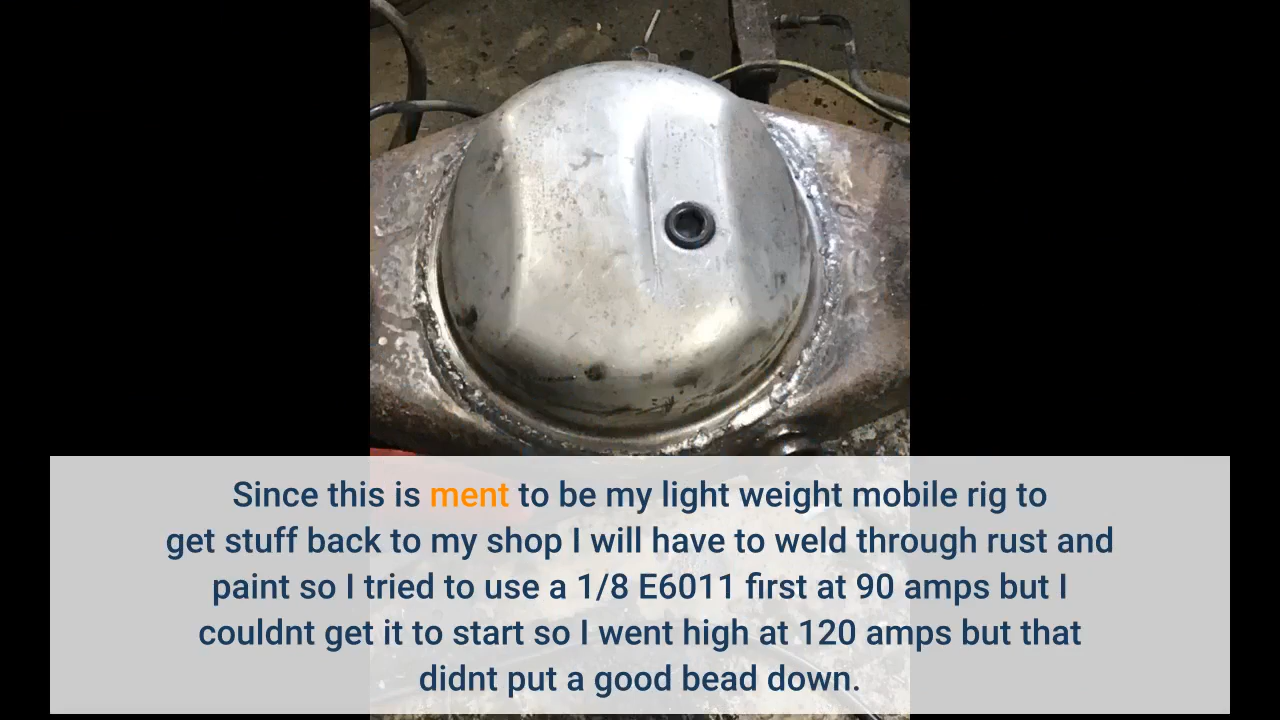 Since this is ment to be my light weight mobile rig to
get stuff back to my shop I will have to weld through rust and
paint so I tried to use a 1/8 E6011 first at 90 amps but I
couldnt get it to start so I went high at 120 amps but that
didnt put a good bead down.